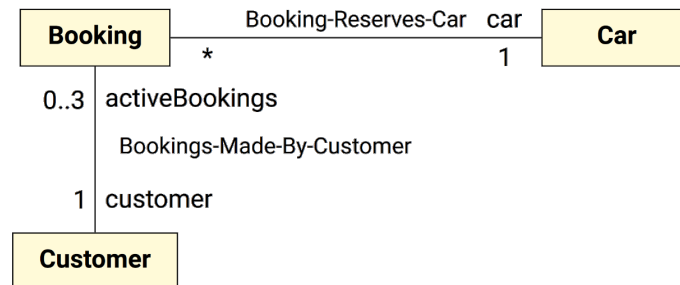 Booking-Reserves-Car car
Booking
Car
* 1
0..3 activeBookings
Bookings-Made-By-Customer
1 customer
Customer